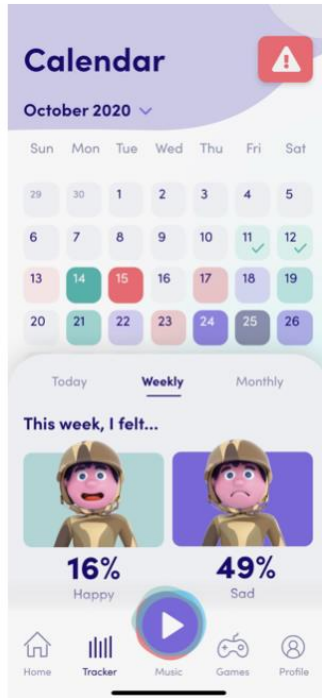 Calendar
October 2020
Sun Mon Tue Wed Thu Fri Sat
29 30 1 2 3 4 5
6 7 8 9 10 11 12
13 14 15 16 17 18 19
20 21 22 23 24 25 26
Today Weekly Monthly
This week, I felt...
16% 49%
Happy Sad
Home Tracker Music Games Profile